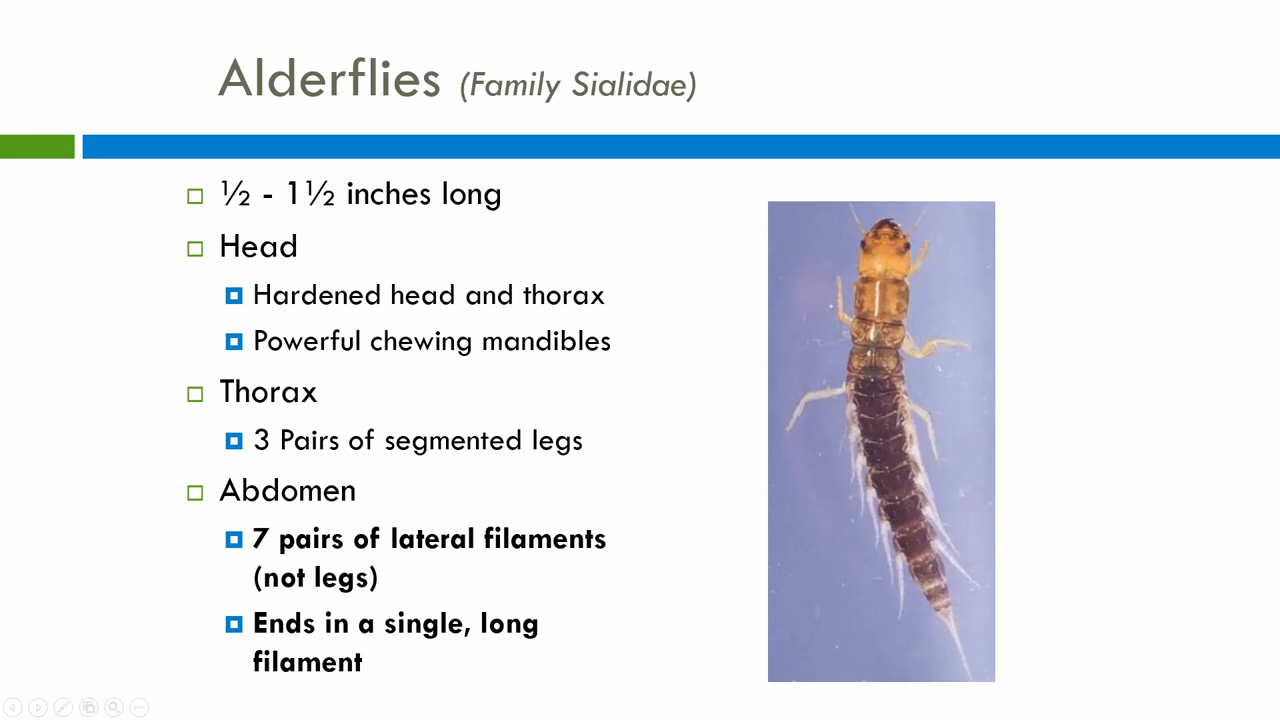 Alderflies (Family Sialidae)
½ - 1½ inches long
Head
Hardened head and thorax
Powerful chewing mandibles
Thorax
3 Pairs of segmented legs
Abdomen
7 pairs of lateral filaments
(not legs)
Ends in a single, long
filament